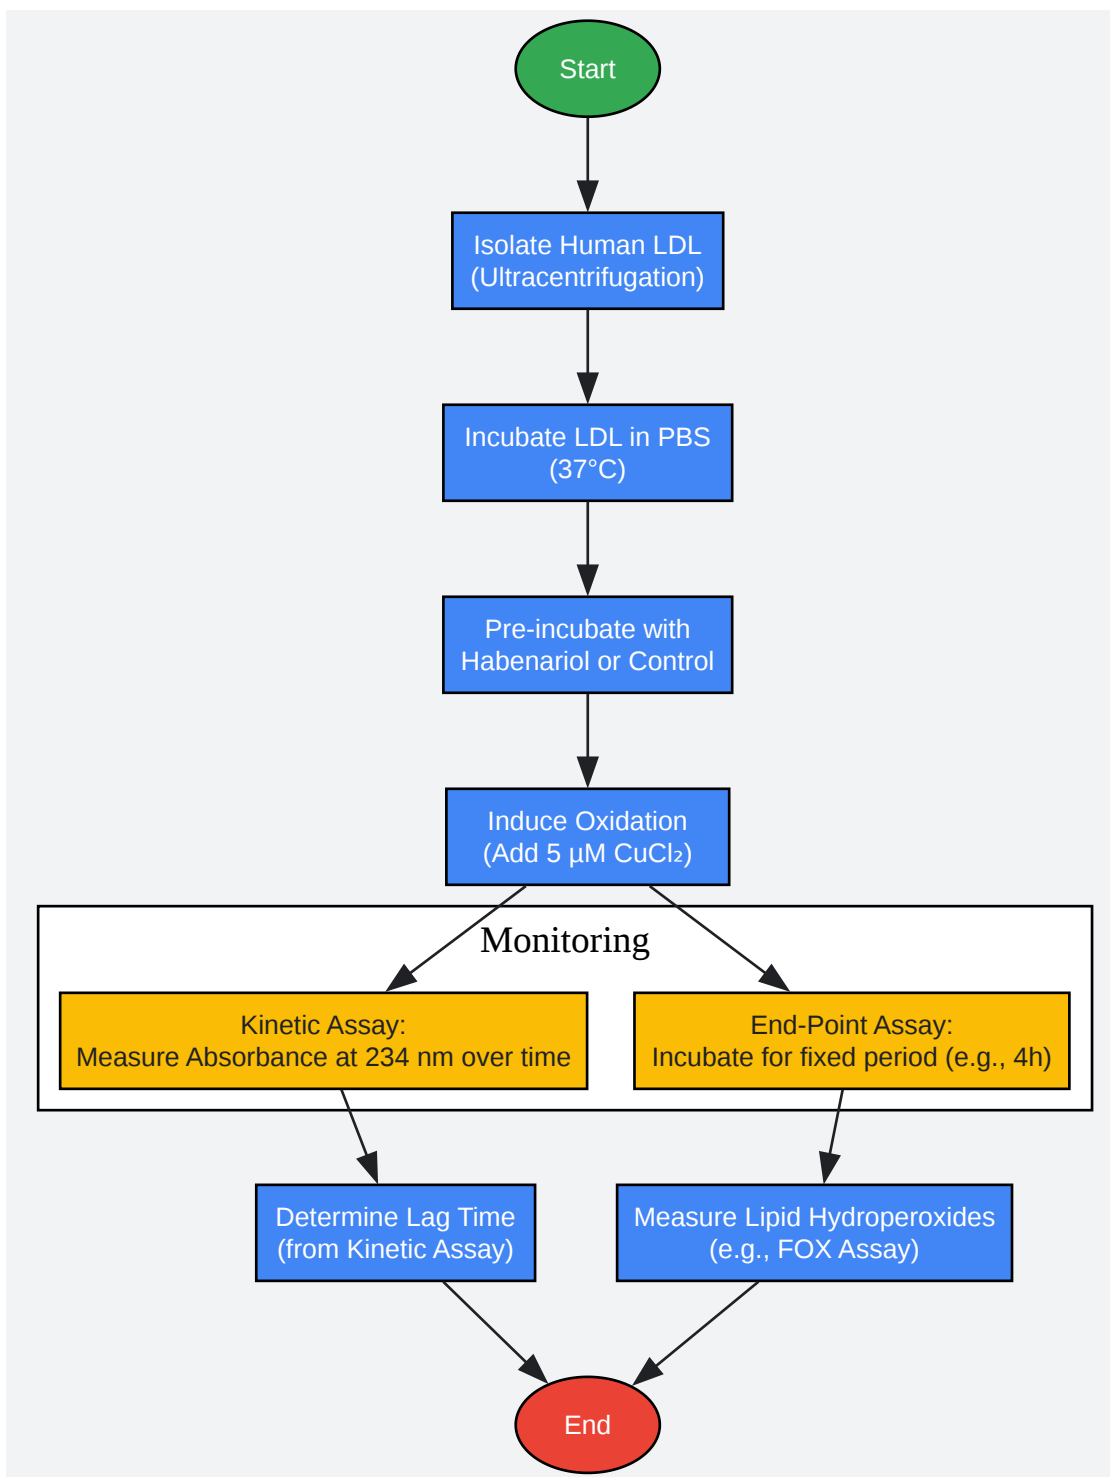 Start
Isolate Human LDL
(Ultracentrifugation)
Incubate LDL in PBS
(37°C)
Pre-incubate with
Habenariol or Control
Induce Oxidation
(Add 5 µM CuCl₂)
Monitoring
Kinetic Assay:
Measure Absorbance at 234 nm over time
End-Point Assay:
Incubate for fixed period (e.g., 4h)
Determine Lag Time
(from Kinetic Assay)
Measure Lipid Hydroperoxides
(e.g., FOX Assay)
End